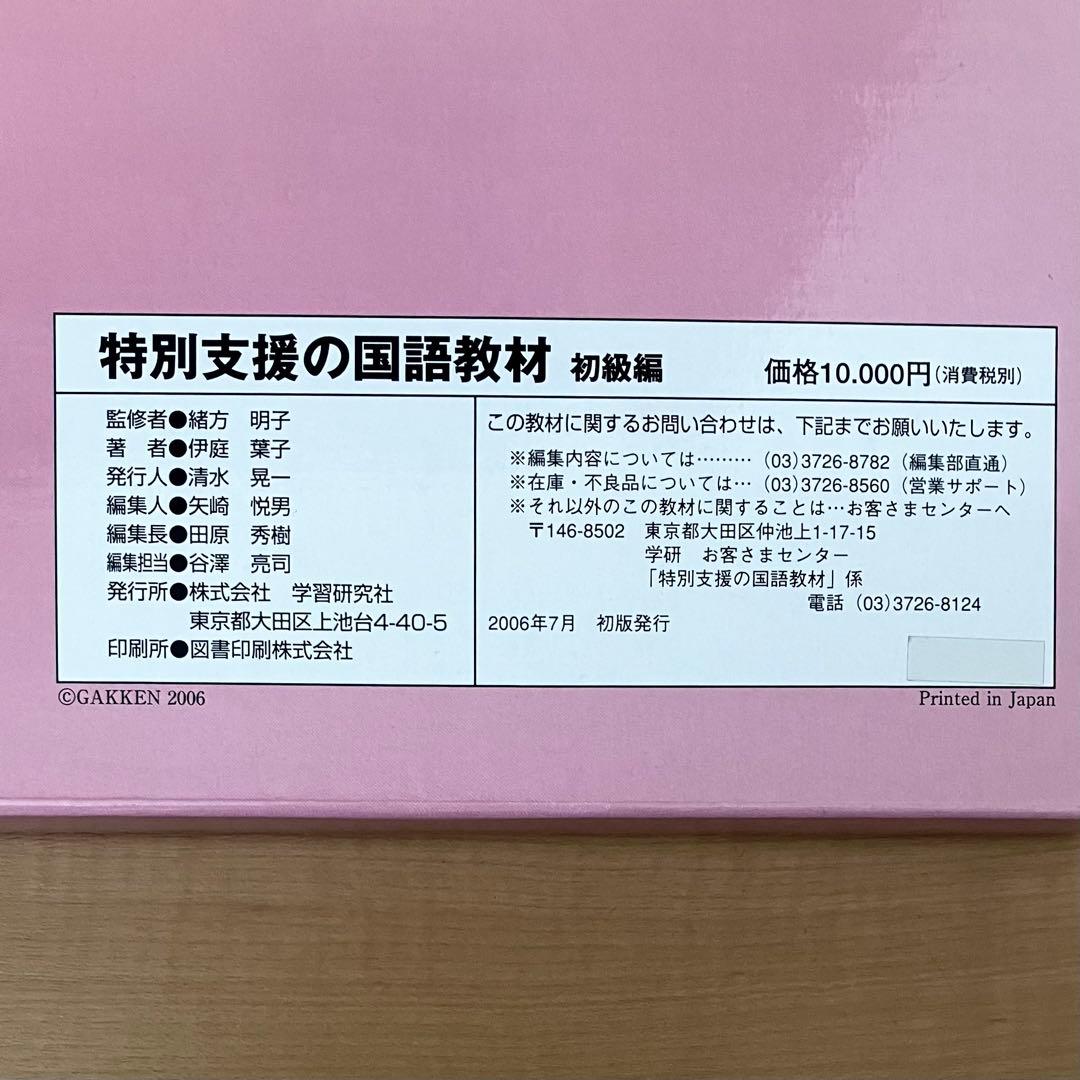 特別支援の国語教材 初級編 価格10.000円(消費税別)
監修者●緒方 明子
著 者●伊庭 葉子
発行人●清水 晃一
編集人●矢崎 悦男
編集長●田原 秀樹
編集担当●谷澤 亮司
発行所●株式会社 学習研究社
東京都大田区上池台4-40-5
印刷所●図書印刷株式会社
この教材に関するお問い合わせは、下記までお願いいたします。
※編集内容については………(03)3726-8782(編集部直通)
※在庫・不良品については…(03)3726-8560(営業サポート)
※それ以外のこの教材に関することは…お客さまセンターへ
〒146-8502 東京都大田区仲池上1-17-15
学研 お客さまセンター
「特別支援の国語教材」係
電話(03)3726-8124
2006年7月 初版発行
©GAKKEN 2006
Printed in Japan